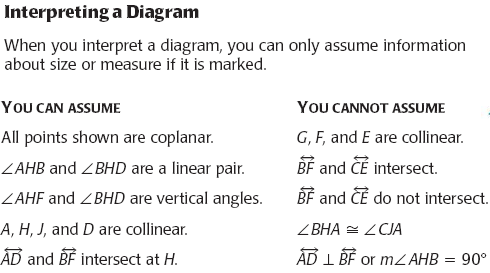 Interpreting a Diagram
When you interpret a diagram, you can only assume information
about size or measure if it is marked.
YOU CAN ASSUME
All points shown are coplanar.
∠AHB and ∠BHD are a linear pair.
∠AHF and ∠BHD are vertical angles.
A, H, J, and D are collinear.
A͟D and BF intersect at H.
YOU CANNOT ASSUME
G, F, and E are collinear.
BF and CE intersect.
BF and CE do not intersect.
∠BHA ≅ ∠CJA
AD ⊥ BF or m∠AHB = 90°